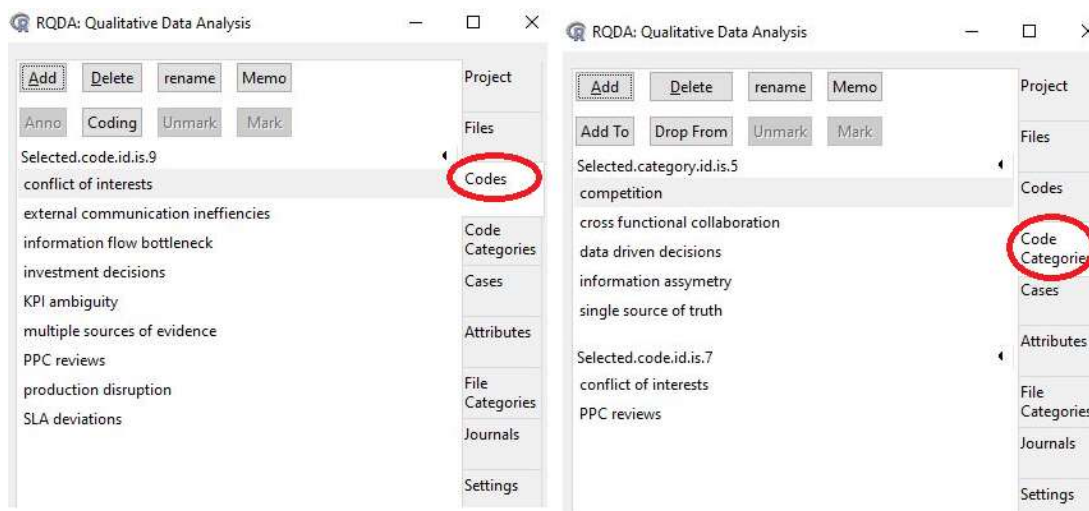 RQDA: Qualitative Data Analysis
Add Delete rename Memo
Anno Coding Unmark Mark
Selected.code.id.is.9
conflict of interests
external communication ineffiencies
information flow bottleneck
investment decisions
KPI ambiguity
multiple sources of evidence
PPC reviews
production disruption
SLA deviations
Project
Files
Codes
Code
Categories
Cases
Attributes
File
Categories
Journals
Settings
RQDA: Qualitative Data Analysis
Add Delete rename Memo
Add To Drop From Unmark Mark
Selected.category.id.is.5
competition
cross functional collaboration
data driven decisions
information assymetry
single source of truth
Selected.code.id.is.7
conflict of interests
PPC reviews
Project
Files
Codes
Code
Categories
Cases
Attributes
File
Categories
Journals
Settings